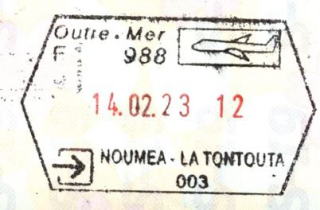 Outre-Mer
F 988
14.02.23 12
NOUMEA - LA TONTOUTA
003